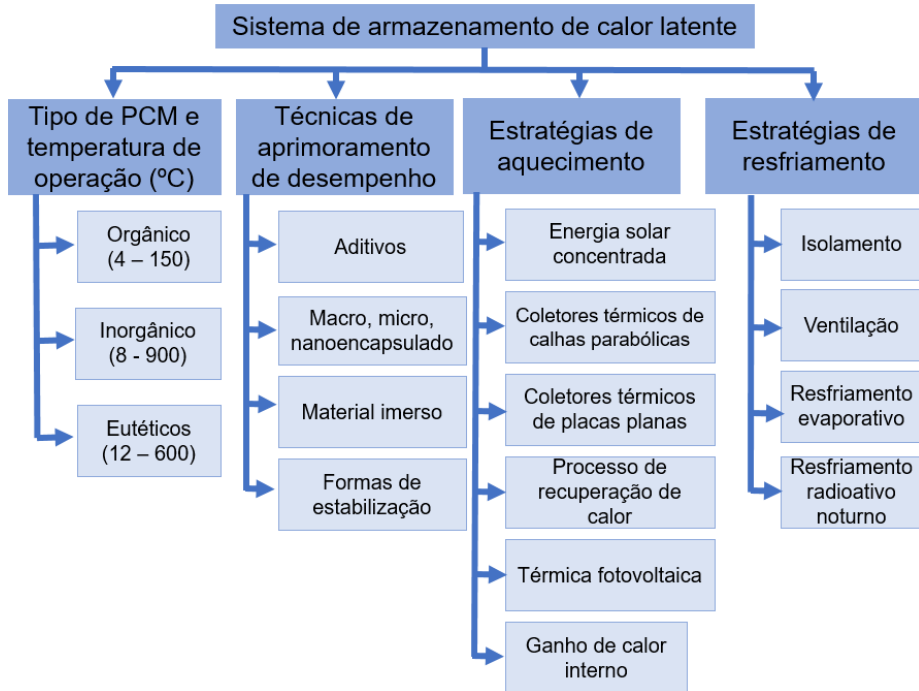 Sistema de armazenamento de calor latente
Tipo de PCM e
temperatura de
operação (ºC)
Orgânico
(4 – 150)
Inorgânico
(8 - 900)
Eutéticos
(12 – 600)
Técnicas de
aprimoramento
de desempenho
Aditivos
Macro, micro,
nanoencapsulado
Material imerso
Formas de
estabilização
Estratégias de
aquecimento
Energia solar
concentrada
Coletores térmicos de
calhas parabólicas
Coletores térmicos
de placas planas
Processo de
recuperação de
calor
Térmica fotovoltaica
Ganho de calor
interno
Estratégias de
resfriamento
Isolamento
Ventilação
Resfriamento
evaporativo
Resfriamento
radioativo
noturno